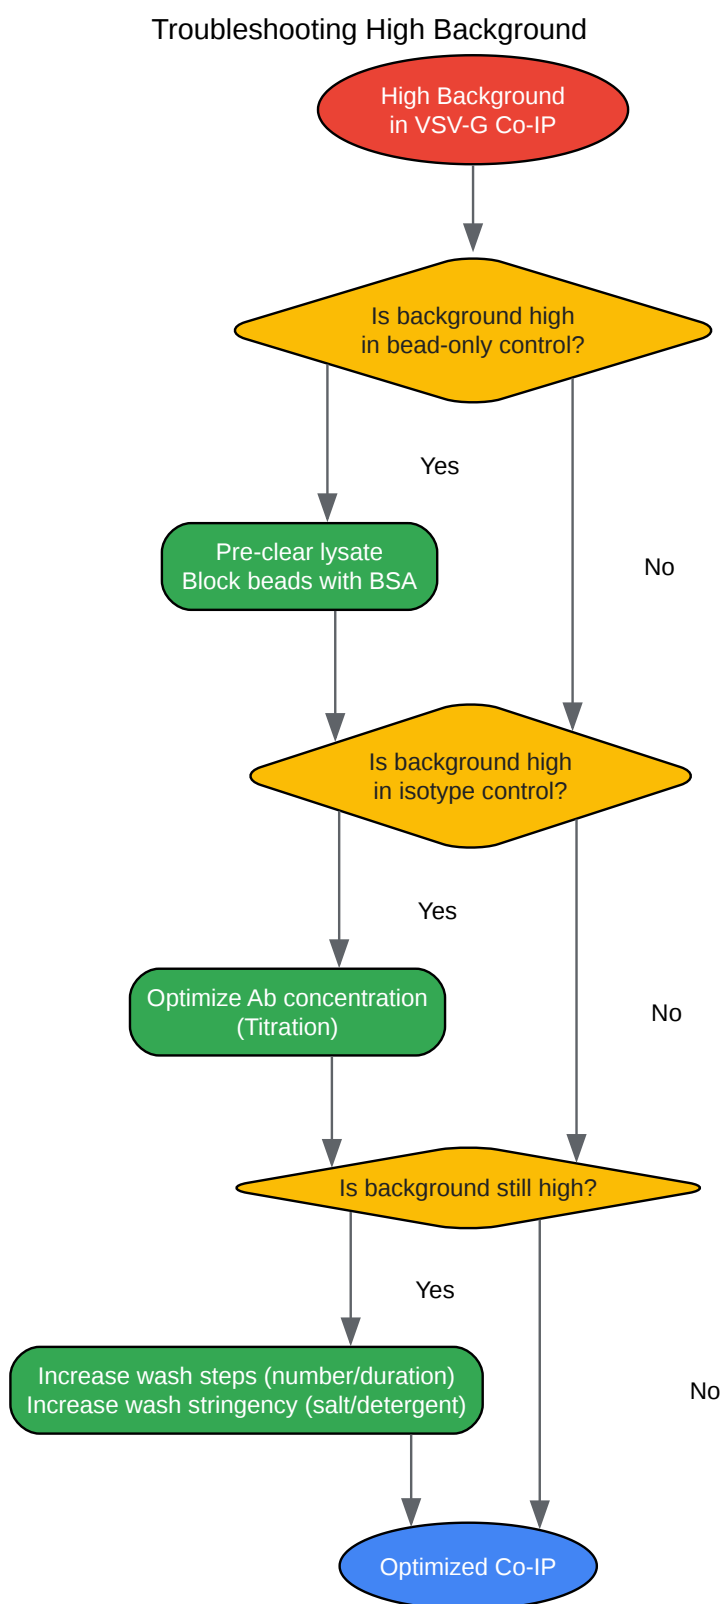 Troubleshooting High Background
High Background
in VSV-G Co-IP
Is background high
in bead-only control?
Yes
Pre-clear lysate
Block beads with BSA
No
Is background high
in isotype control?
Yes
Optimize Ab concentration
(Titration)
No
Is background still high?
Yes
Increase wash steps (number/duration)
Increase wash stringency (salt/detergent)
No
Optimized Co-IP